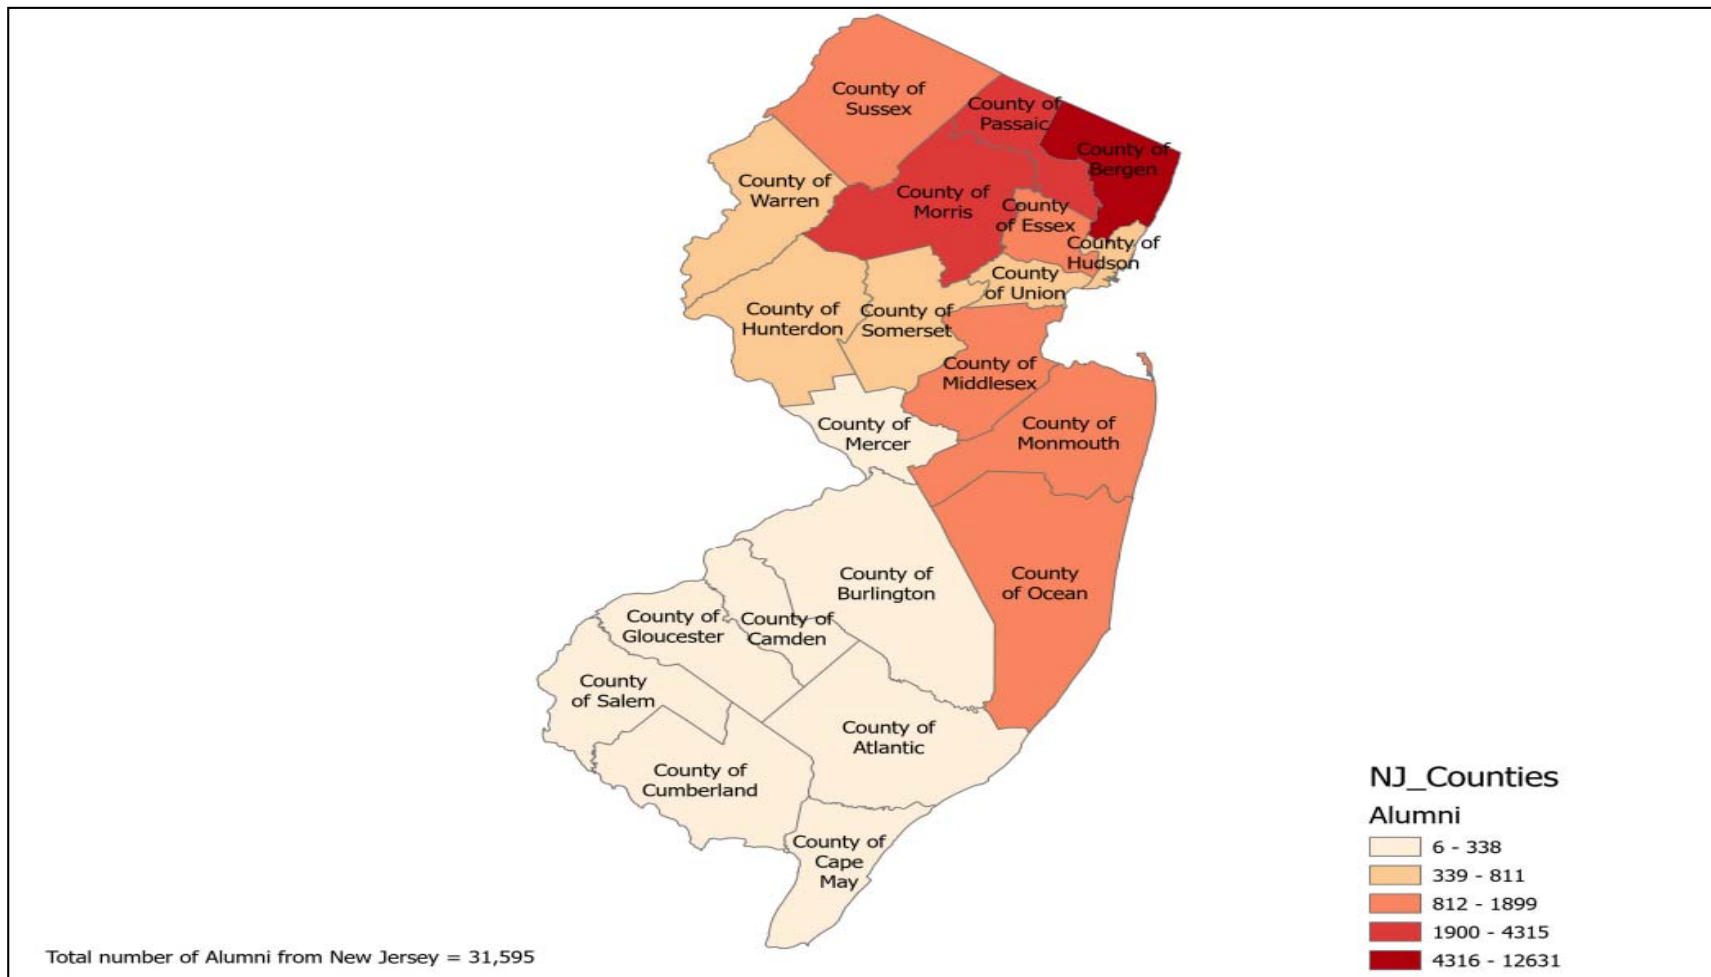 County of
Sussex
County of
Passaic
County of
Bergen
County of
Warren
County of
Morris
County
of Essex
County of
Hudson
County
of Union
County of
Hunterdon
County of
Somerset
County of
Middlesex
County of
Mercer
County of
Monmouth
County of
Burlington
County
of Ocean
County of
Gloucester
County of
Camden
County
of Salem
County of
Atlantic
County of
Cumberland
County of
Cape
May
NJ_Counties
Alumni
6 - 338
339 - 811
812 - 1899
1900 - 4315
4316 - 12631
Total number of Alumni from New Jersey = 31,595